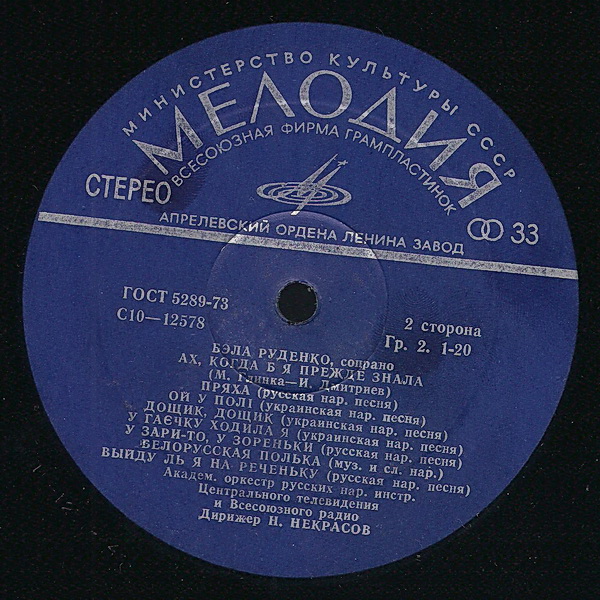 МИНИСТЕРСТВО КУЛЬТУРЫ СССР
МЕЛОДИЯ
ВСЕСОЮЗНАЯ ФИРМА ГРАМПЛАСТИНОК
СТЕРЕО
АПРЕЛЕВСКИЙ ОРДЕНА ЛЕНИНА ЗАВОД
33
ГОСТ 5289-73
С10—12578
2 сторона
Гр. 2. 1-20
БЭЛА РУДЕНКО, сопрано
АХ, КОГДА Б Я ПРЕЖДЕ ЗНАЛА
(М. Глинка—И. Дмитриев)
ПРЯХА (русская нар. песня)
ОЙ У ПОЛІ (украинская нар. песня)
ДОЩИК, ДОЩИК (украинская нар. песня)
У ГАЄЧКУ ХОДИЛА Я (украинская нар. песня)
У ЗАРИ-ТО, У ЗОРЕНЬКИ (русская нар. песня)
БЕЛОРУССКАЯ ПОЛЬКА (муз. и сл. нар.)
ВЫЙДУ ЛЬ Я НА РЕЧЕНЬКУ (русская нар. песня)
Академ. оркестр русских нар. инстр.
Центрального телевидения
и Всесоюзного радио
Дирижер Н. НЕКРАСОВ